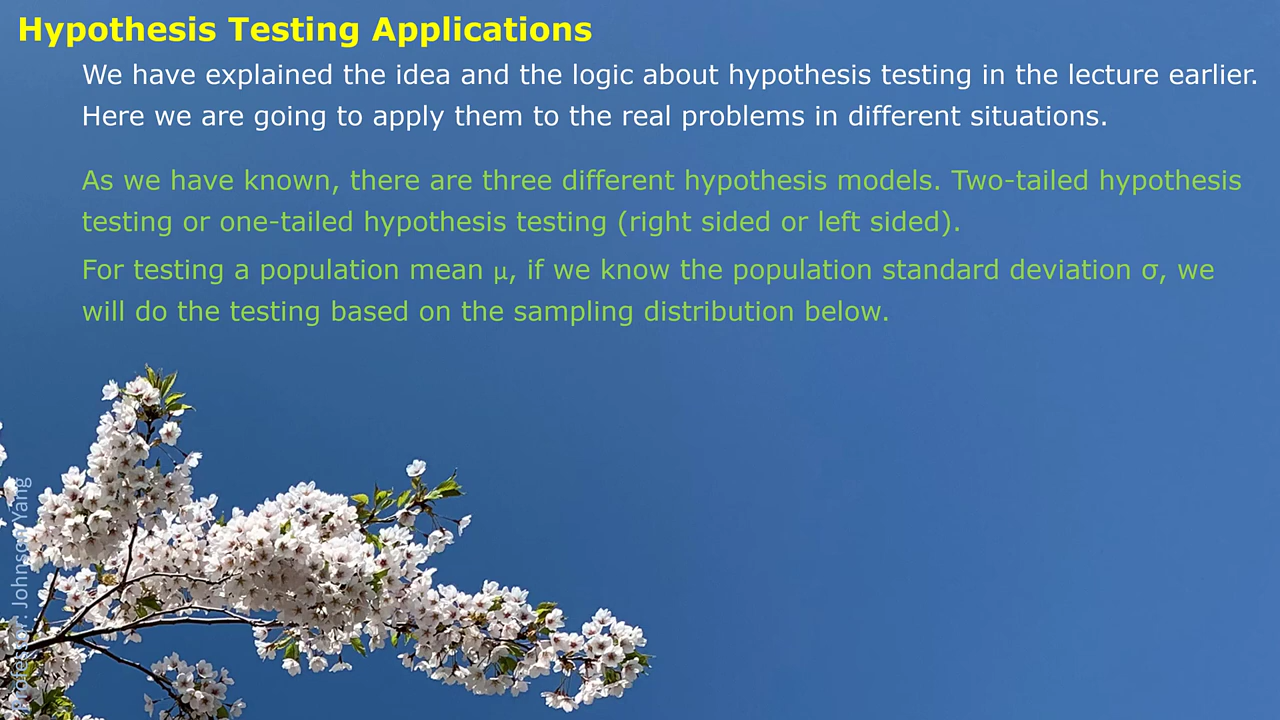 Hypothesis Testing Applications
We have explained the idea and the logic about hypothesis testing in the lecture earlier.
Here we are going to apply them to the real problems in different situations.
As we have known, there are three different hypothesis models. Two-tailed hypothesis
testing or one-tailed hypothesis testing (right sided or left sided).
For testing a population mean μ, if we know the population standard deviation σ, we
will do the testing based on the sampling distribution below.
Professor: Johnson Yang